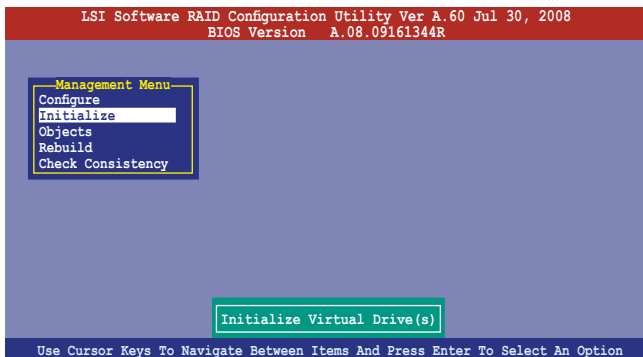 LSI Software RAID Configuration Utility Ver A.60 Jul 30, 2008
BIOS Version A.08.09161344R
Management Menu
Configure
Initialize
Objects
Rebuild
Check Consistency
Initialize Virtual Drive(s)
Use Cursor Keys To Navigate Between Items And Press Enter To Select An Option